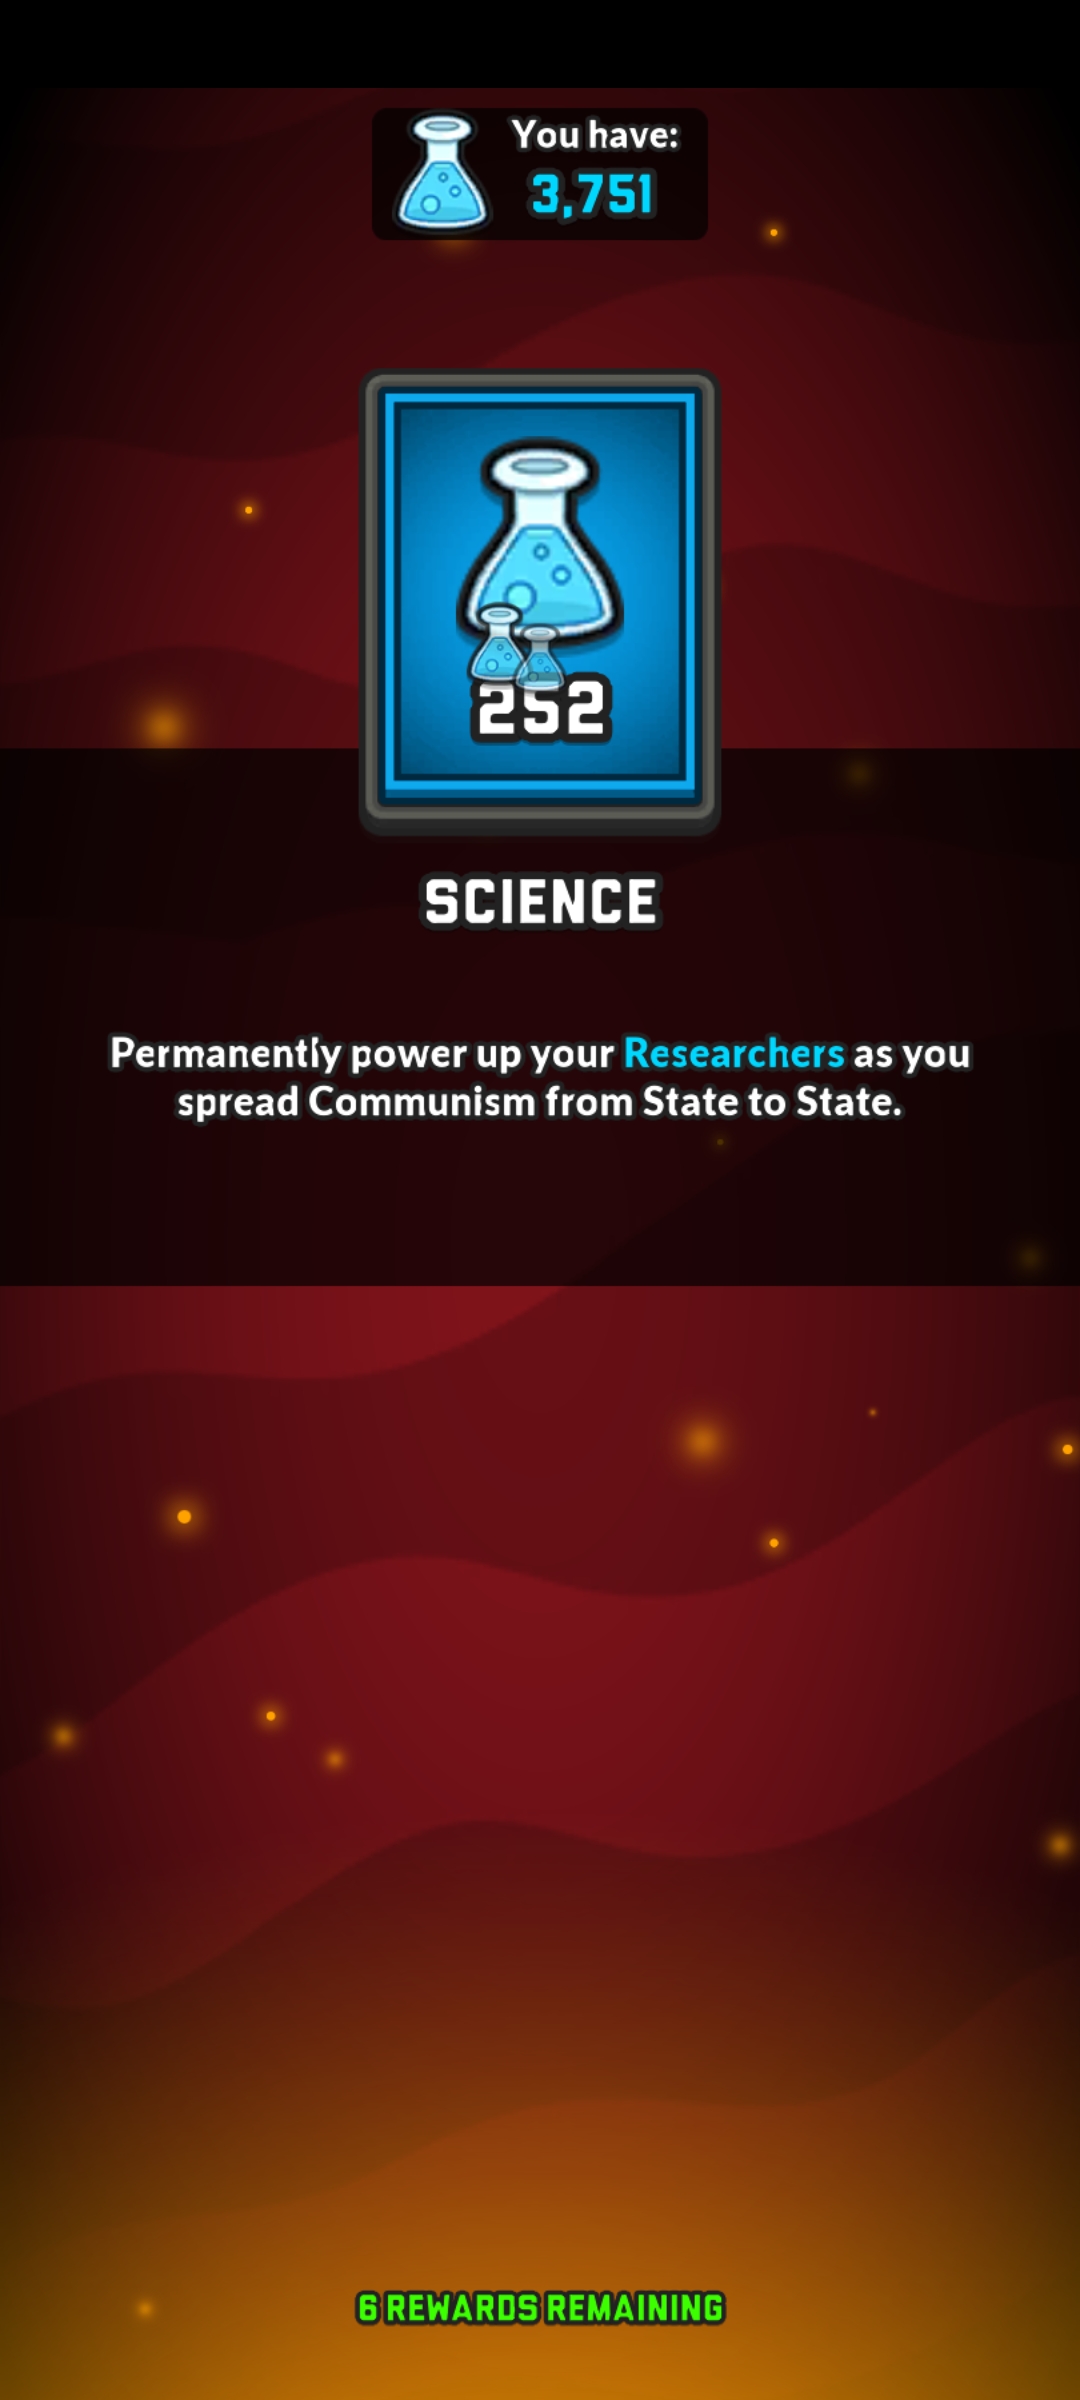 You have:
3,751
252
SCIENCE
Permanently power up your Researchers as you
spread Communism from State to State.
6 REWARDS REMAINING